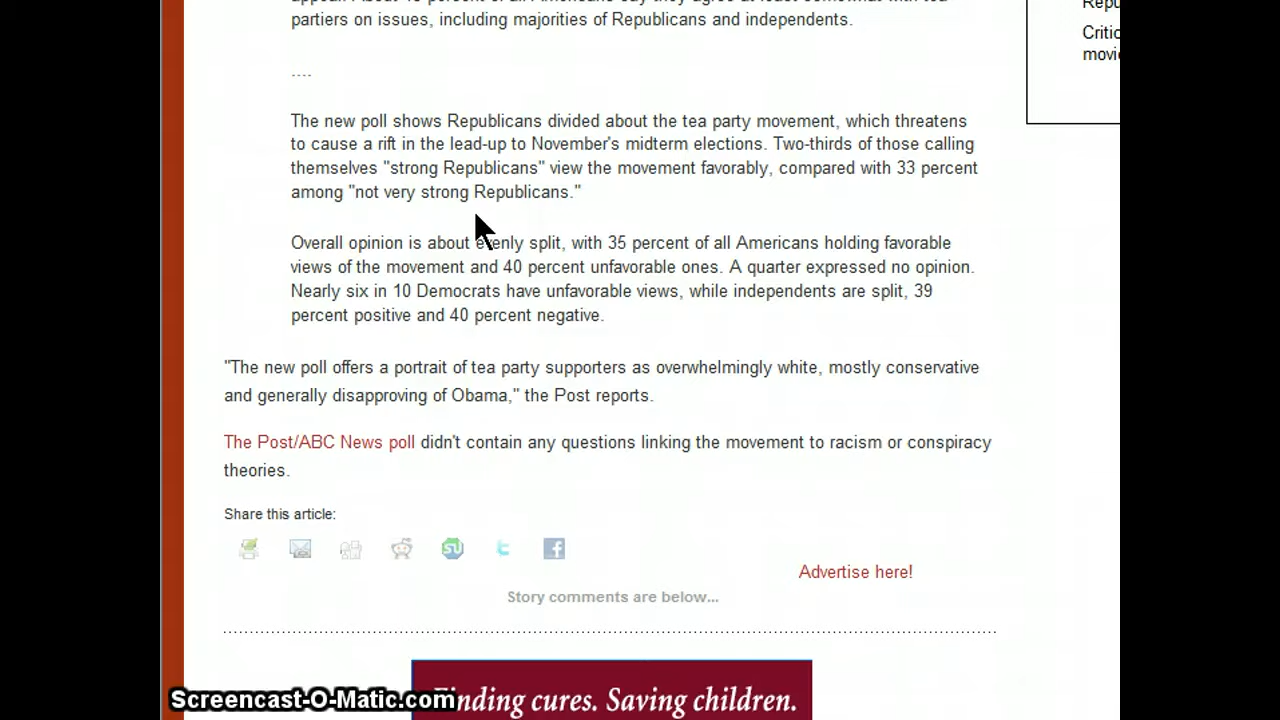 partiers on issues, including majorities of Republicans and independents.
....
The new poll shows Republicans divided about the tea party movement, which threatens
to cause a rift in the lead-up to November's midterm elections. Two-thirds of those calling
themselves "strong Republicans" view the movement favorably, compared with 33 percent
among "not very strong Republicans."
Overall opinion is about evenly split, with 35 percent of all Americans holding favorable
views of the movement and 40 percent unfavorable ones. A quarter expressed no opinion.
Nearly six in 10 Democrats have unfavorable views, while independents are split, 39
percent positive and 40 percent negative.
"The new poll offers a portrait of tea party supporters as overwhelmingly white, mostly conservative
and generally disapproving of Obama," the Post reports.
The Post/ABC News poll didn't contain any questions linking the movement to racism or conspiracy
theories.
Share this article:
Advertise here!
Story comments are below...
Finding cures. Saving children.
Screencast-O-Matic.com